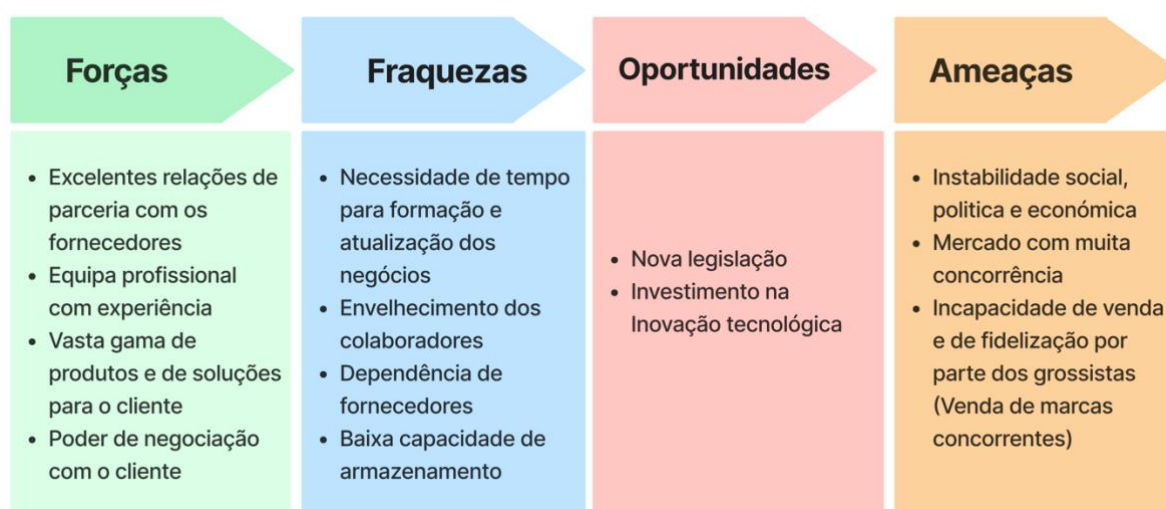 Forças
• Excelentes relações de
parceria com os
fornecedores
• Equipa profissional
com experiência
• Vasta gama de
produtos e de soluções
para o cliente
• Poder de negociação
com o cliente
Fraquezas
• Necessidade de tempo
para formação e
atualização dos
negócios
• Envelhecimento dos
colaboradores
• Dependência de
fornecedores
• Baixa capacidade de
armazenamento
Oportunidades
• Nova legislação
• Investimento na
Inovação tecnológica
Ameaças
• Instabilidade social,
politica e económica
• Mercado com muita
concorrência
• Incapacidade de venda
e de fidelização por
parte dos grossistas
(Venda de marcas
concorrentes)